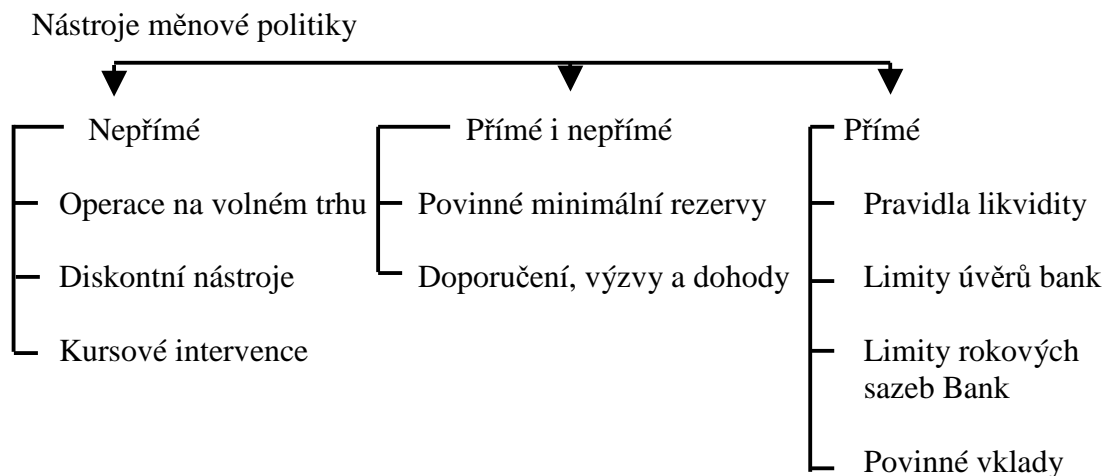 Nástroje měnové politiky
Nepřímé
Operace na volném trhu
Diskontní nástroje
Kursové intervence
Přímé i nepřímé
Povinné minimální rezervy
Doporučení, výzvy a dohody
Přímé
Pravidla likvidity
Limity úvěrů bank
Limity rokových
sazeb Bank
Povinné vklady